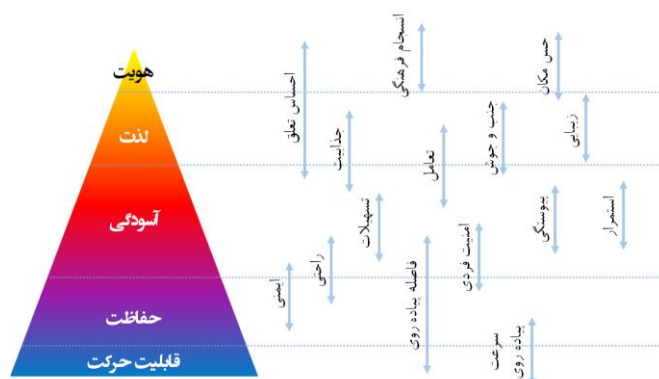 هویت
لذت
آسودگی
حفاظت
قابلیت حرکت
حس مکان
انسجام فرهنگی
احساس تعلق
زیبایی
جنب و جوش
تعامل
جذابیت
استمرار
پیوستگی
امنیت فردی
فاصله پیاده روی
تسهیلات
راحتی
ایمنی
سرعت
پیاده روی